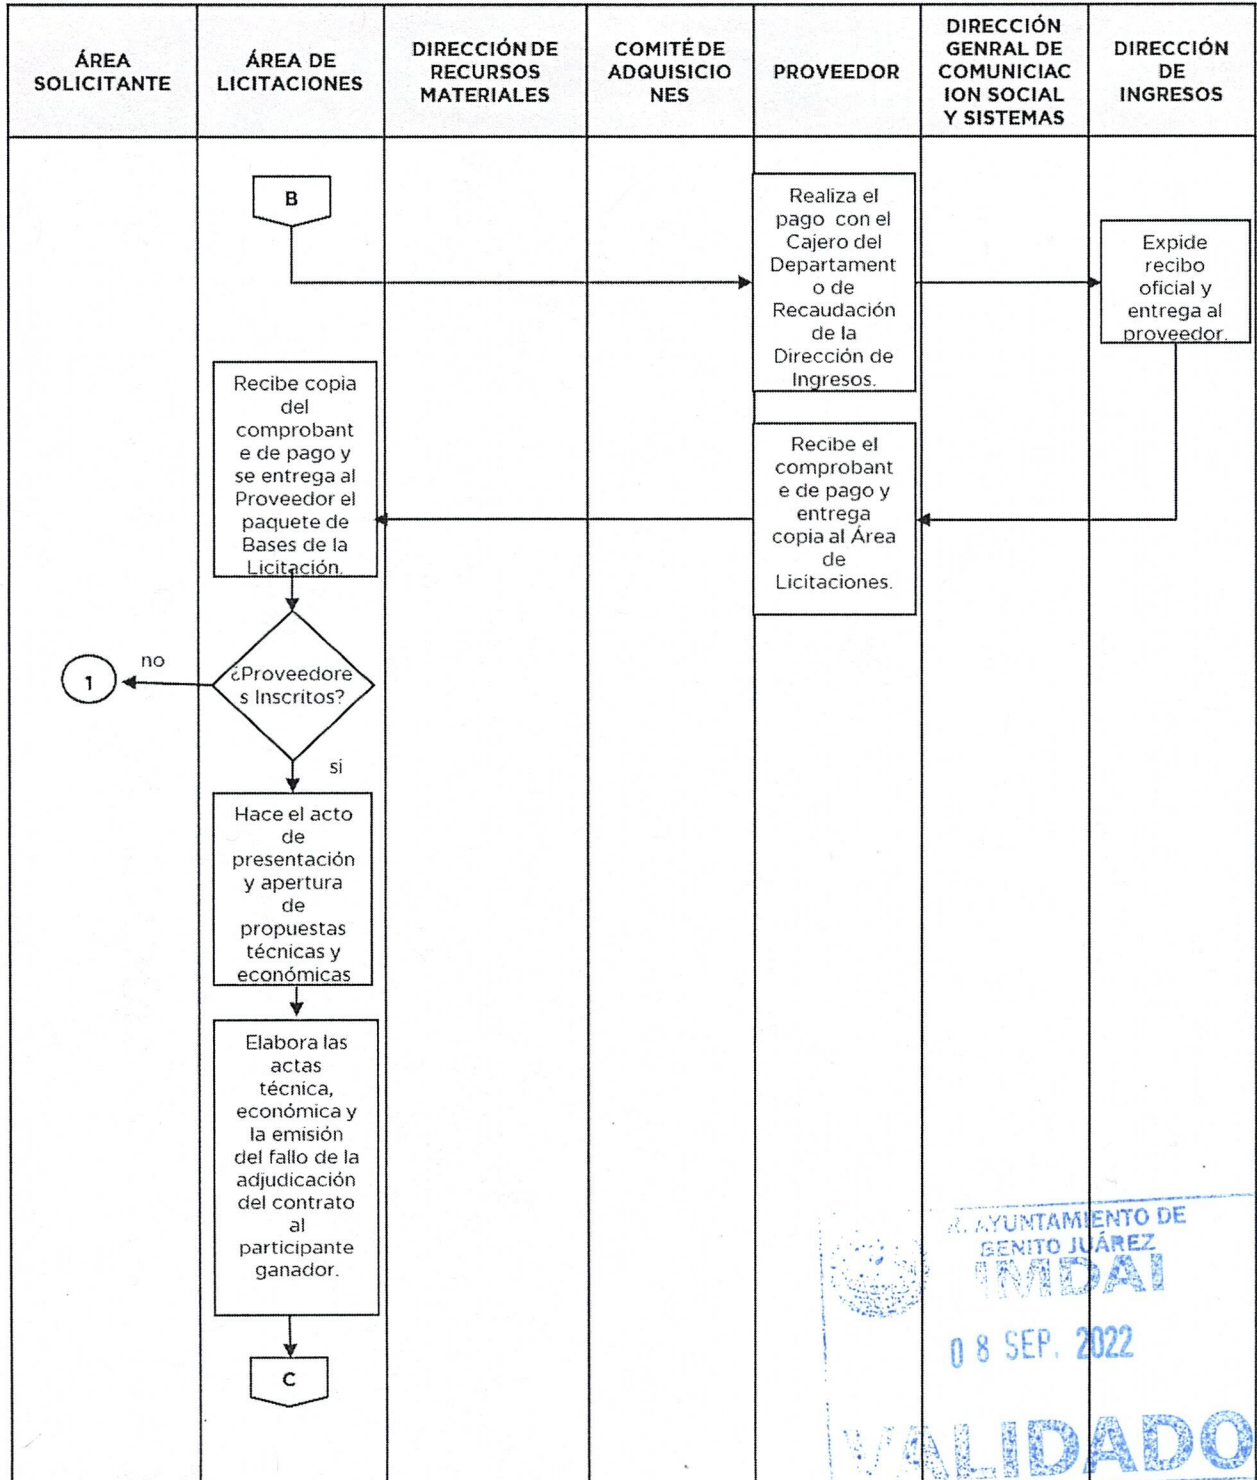 ÁREA
SOLICITANTE
ÁREA DE
LICITACIONES
DIRECCIÓN DE
RECURSOS
MATERIALES
COMITÉ DE
ADQUISICIO
NES
PROVEEDOR
DIRECCIÓN
GENRAL DE
COMUNICIAC
ION SOCIAL
Y SISTEMAS
DIRECCIÓN
DE
INGRESOS
B
Realiza el
pago con el
Cajero del
Departament
o de
Recaudación
de la
Dirección de
Ingresos.
Expide
recibo
oficial y
entrega al
proveedor.
Recibe copia
del
comprobant
e de pago y
se entrega al
Proveedor el
paquete de
Bases de la
Licitación.
Recibe el
comprobant
e de pago y
entrega
copia al Área
de
Licitaciones.
¿Proveedore
s Inscritos?
no
1
si
Hace el acto
de
presentación
y apertura
de
propuestas
técnicas y
económicas
Elabora las
actas
técnica,
económica y
la emisión
del fallo de la
adjudicación
del contrato
al
participante
ganador.
C
AYUNTAMIENTO DE
BENITO JUÁREZ
IMDAI
08 SEP. 2022
VALIDADO